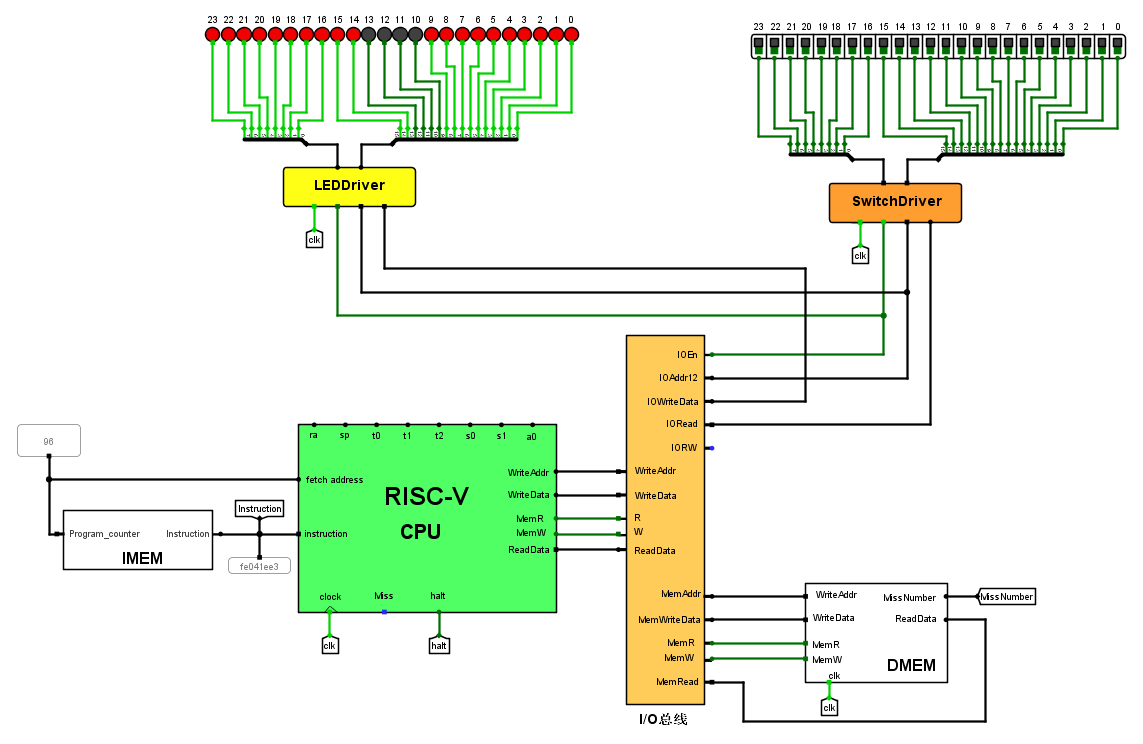 23 22 21 20 19 18 17 16 15 14 13 12 11 10 9 8 7 6 5 4 3 2 1 0
23 22 21 20 19 18 17 16 15 14 13 12 11 10 9 8 7 6 5 4 3 2 1 0
LEDDriver
clk
SwitchDriver
clk
IOEn
IOAddr12
IOWriteData
IORead
IORW
WriteAddr
WriteData
R
W
ReadData
MemAddr
MemWriteData
MemR
MemW
MemRead
I/O总线
96
ra sp t0 t1 t2 s0 s1 a0
fetch address
instruction
RISC-V
CPU
WriteAddr
WriteData
MemR
MemW
ReadData
clock Miss halt
clk
halt
Program_counter Instruction
IMEM
Instruction
fe041ee3
WriteAddr
WriteData
MemR
MemW
clk
MissNumber
ReadData
DMEM
MissNumber
clk